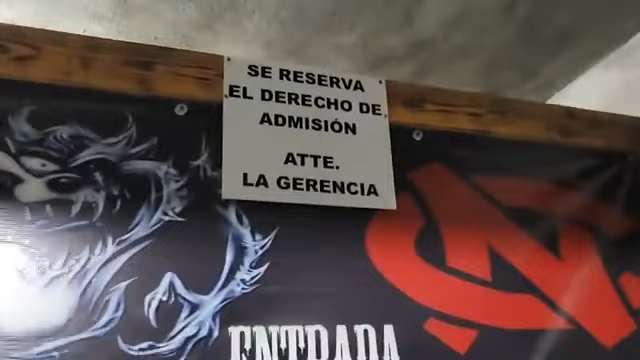 SE RESERVA
EL DERECHO DE
ADMISIÓN
ATTE.
LA GERENCIA
ENTRADA